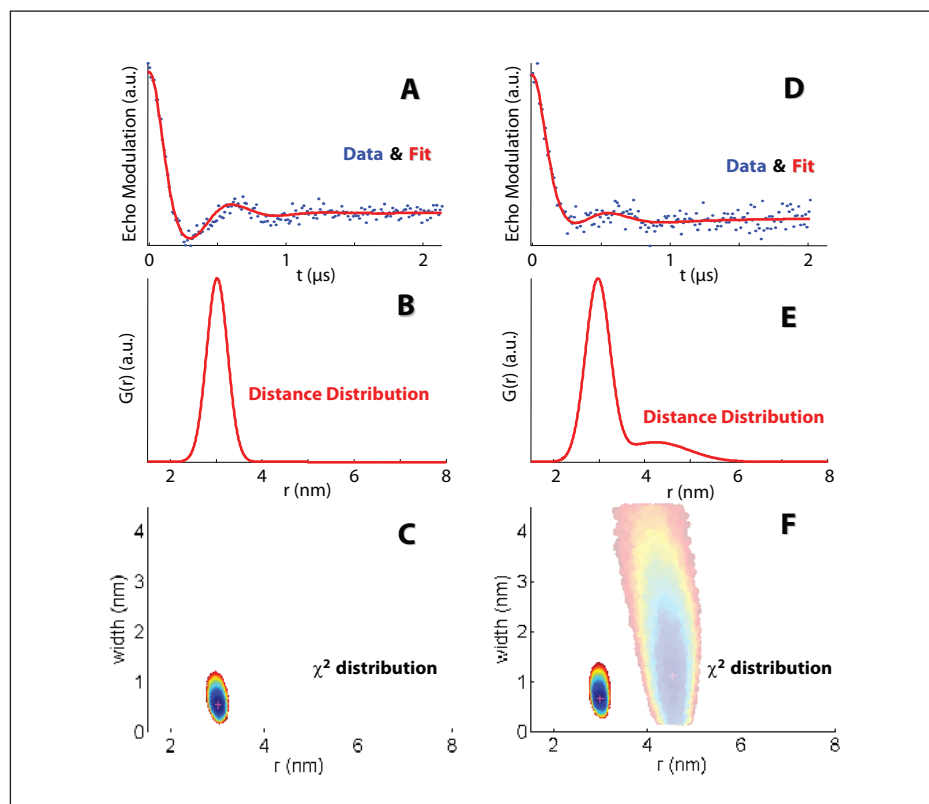 A
Echo Modulation (a.u.)
Data & Fit
0
1
2
t (μs)
D
Echo Modulation (a.u.)
Data & Fit
0
1
2
t (μs)
B
G(r) (a.u.)
Distance Distribution
2
4
6
8
r (nm)
E
G(r) (a.u.)
Distance Distribution
2
4
6
8
r (nm)
C
width (nm)
4
3
2
1
0
χ² distribution
2
4
6
8
r (nm)
F
width (nm)
4
3
2
1
0
χ² distribution
2
4
6
8
r (nm)